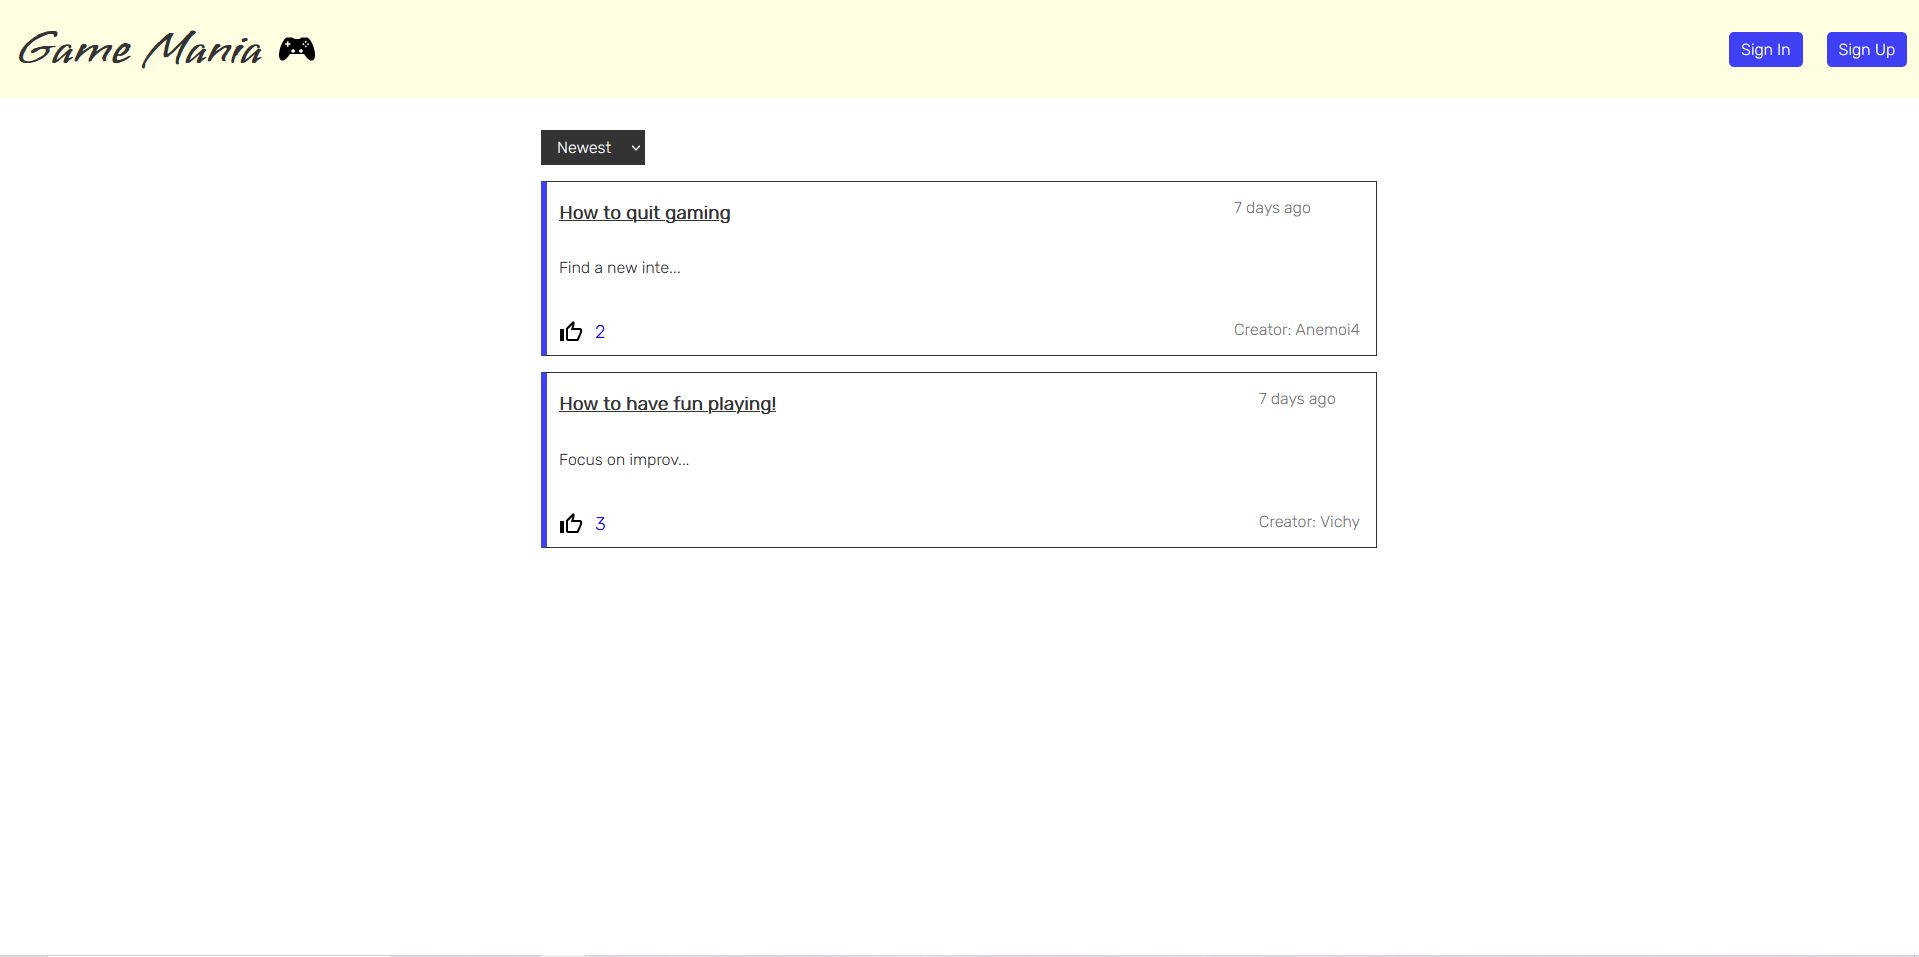 Game Mania
Sign In
Sign Up
Newest
How to quit gaming
7 days ago
Find a new inte...
2
Creator: Anemoi4
How to have fun playing!
7 days ago
Focus on improv...
3
Creator: Vichy